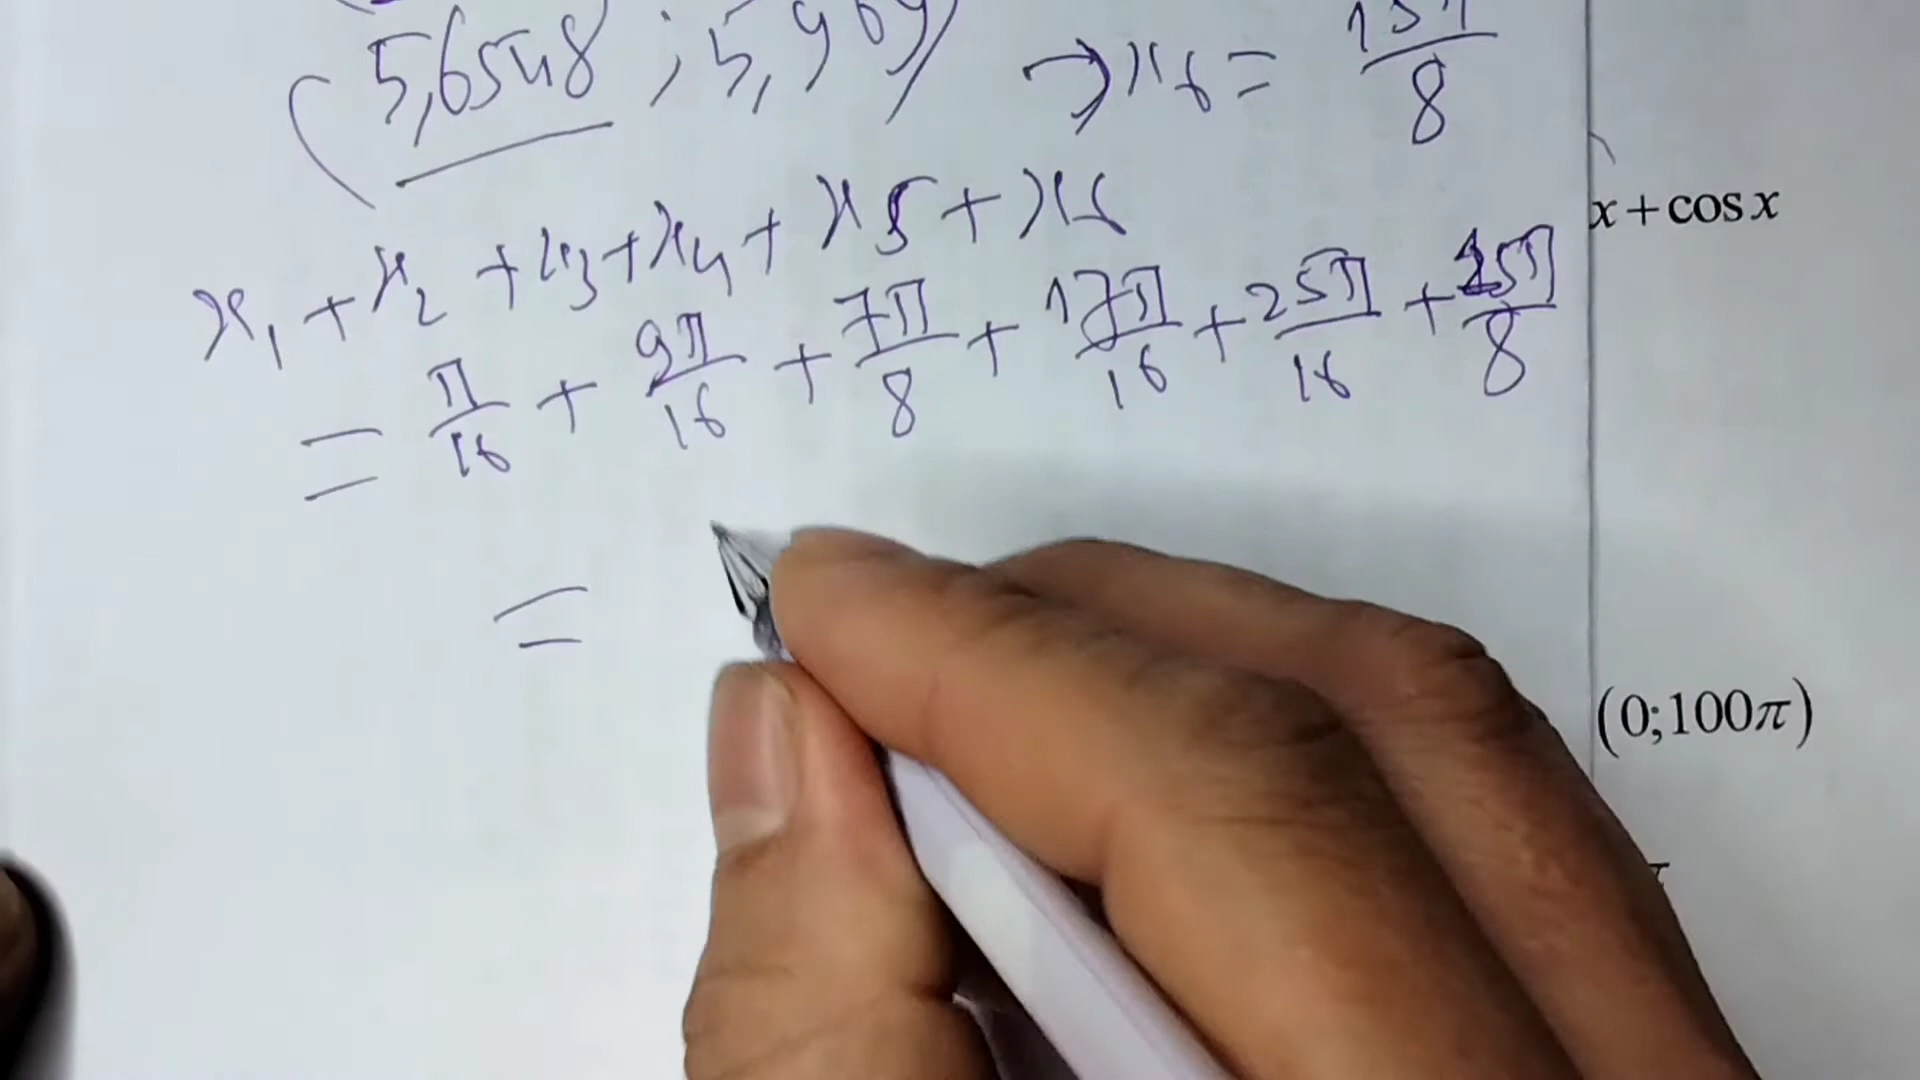 (5,6548 ; 5,969) → x₆ = 15π/8
x₁ + x₂ + x₃ + x₄ + x₅ + x₆
= π/16 + 9π/16 + 7π/8 + 17π/16 + 25π/16 + 15π/8
=
x + cos x
(0;100π)